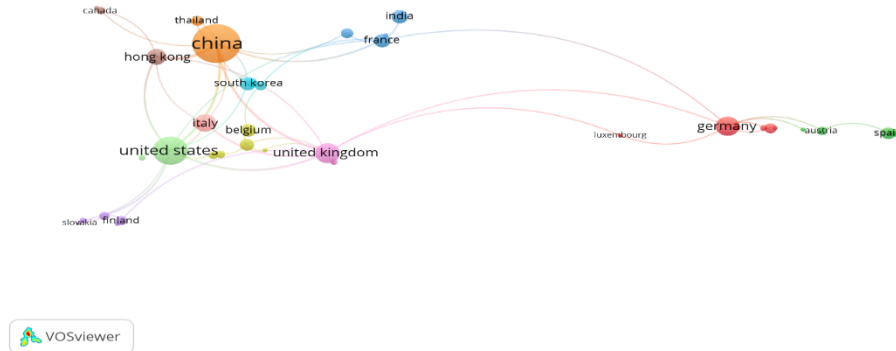 canada
thailand
india
china
france
hong kong
south korea
italy
belgium
germany
austria
luxembourg
spain
united states
united kingdom
slovakia
finland
VOSviewer